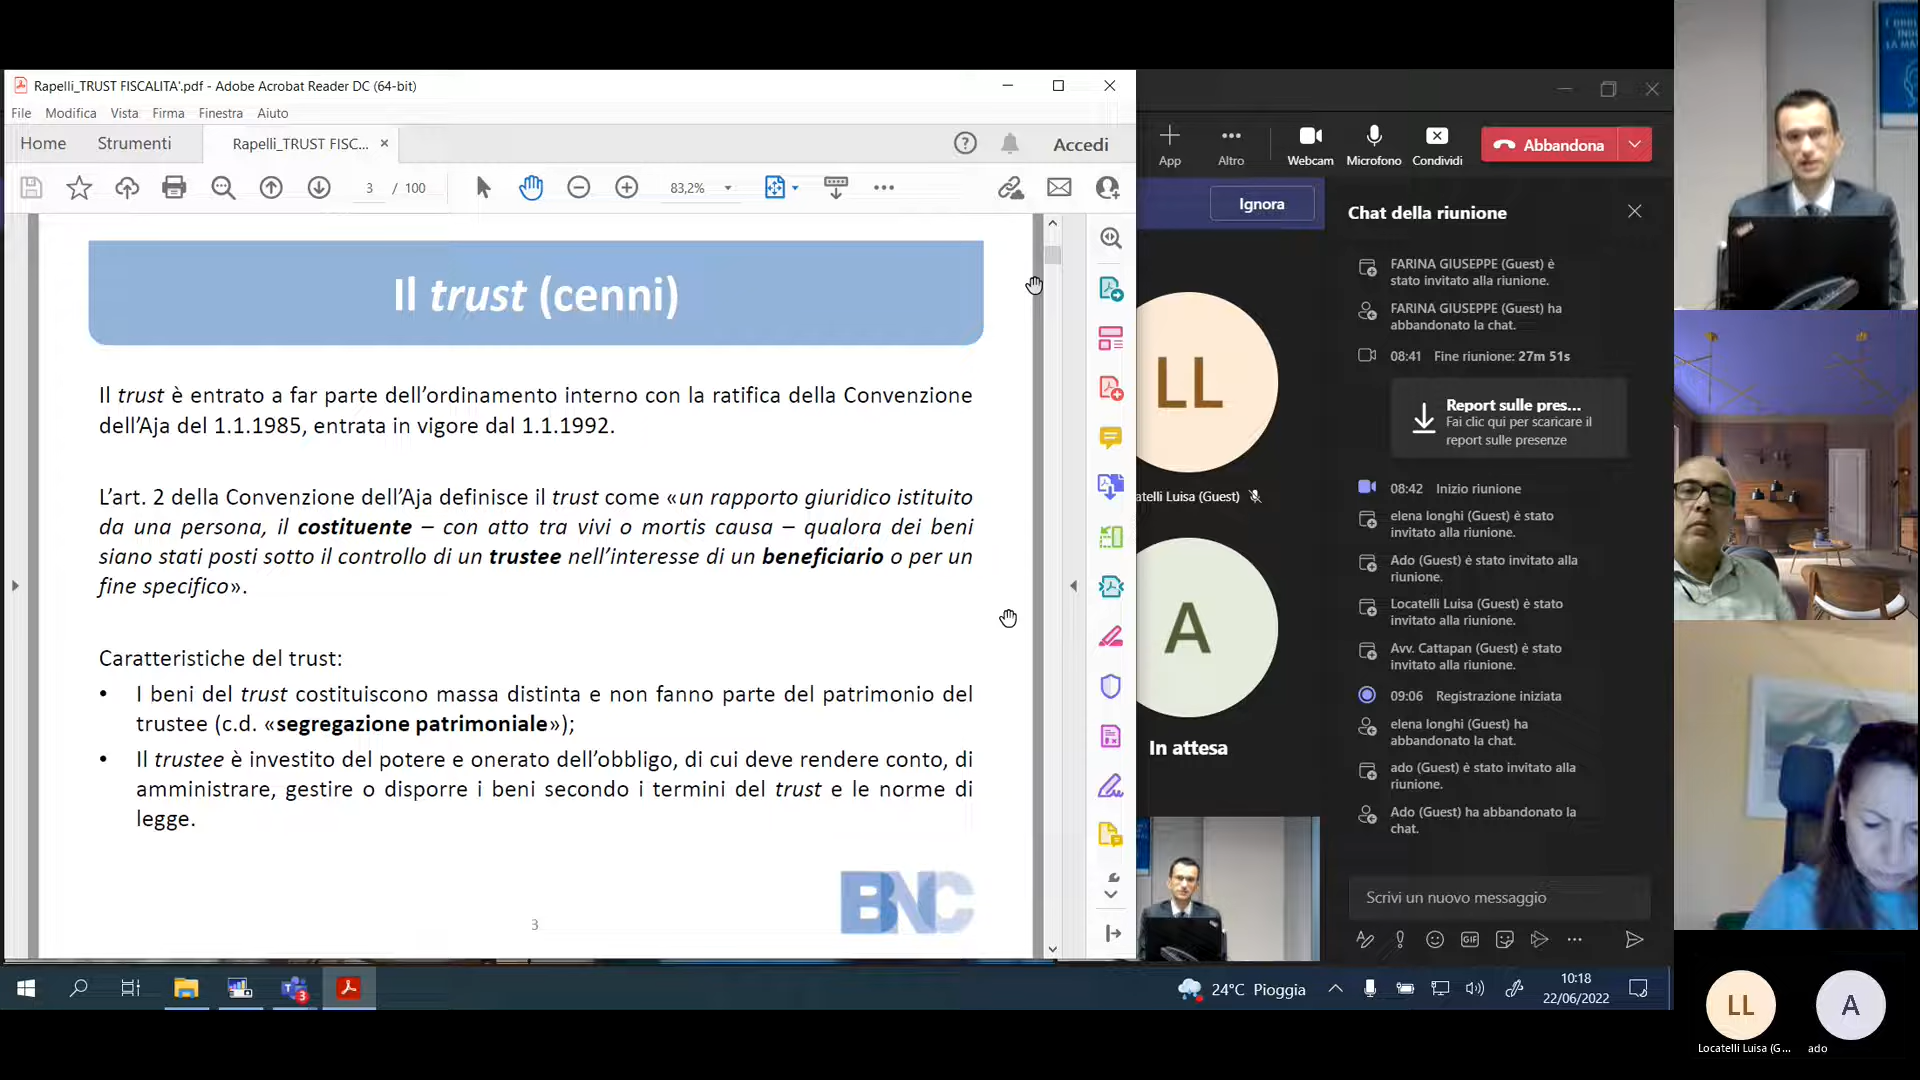 Rapelli_TRUST FISCALITA'.pdf - Adobe Acrobat Reader DC (64-bit)
File Modifica Vista Firma Finestra Aiuto
Home Strumenti Rapelli_TRUST FISC... Accedi
3 / 100 83,2%
Il trust (cenni)
Il trust è entrato a far parte dell’ordinamento interno con la ratifica della Convenzione
dell’Aja del 1.1.1985, entrata in vigore dal 1.1.1992.
L’art. 2 della Convenzione dell’Aja definisce il trust come «un rapporto giuridico istituito
da una persona, il costituente – con atto tra vivi o mortis causa – qualora dei beni
siano stati posti sotto il controllo di un trustee nell’interesse di un beneficiario o per un
fine specifico».
Caratteristiche del trust:
• I beni del trust costituiscono massa distinta e non fanno parte del patrimonio del
trustee (c.d. «segregazione patrimoniale»);
• Il trustee è investito del potere e onerato dell’obbligo, di cui deve rendere conto, di
amministrare, gestire o disporre i beni secondo i termini del trust e le norme di
legge.
BNC
3
App Altro Webcam Microfono Condividi Abbandona
Ignora
LL
atelli Luisa (Guest)
A
In attesa
Chat della riunione
FARINA GIUSEPPE (Guest) è
stato invitato alla riunione.
FARINA GIUSEPPE (Guest) ha
abbandonato la chat.
08:41 Fine riunione: 27m 51s
Report sulle pres...
Fai clic qui per scaricare il
report sulle presenze
08:42 Inizio riunione
elena longhi (Guest) è stato
invitato alla riunione.
Ado (Guest) è stato invitato alla
riunione.
Locatelli Luisa (Guest) è stato
invitato alla riunione.
Avv. Cattapan (Guest) è stato
invitato alla riunione.
09:06 Registrazione iniziata
elena longhi (Guest) ha
abbandonato la chat.
ado (Guest) è stato invitato alla
riunione.
Ado (Guest) ha abbandonato la
chat.
Scrivi un nuovo messaggio
GIF
3
24°C Pioggia
10:18
22/06/2022
LL
Locatelli Luisa (G...
A
ado